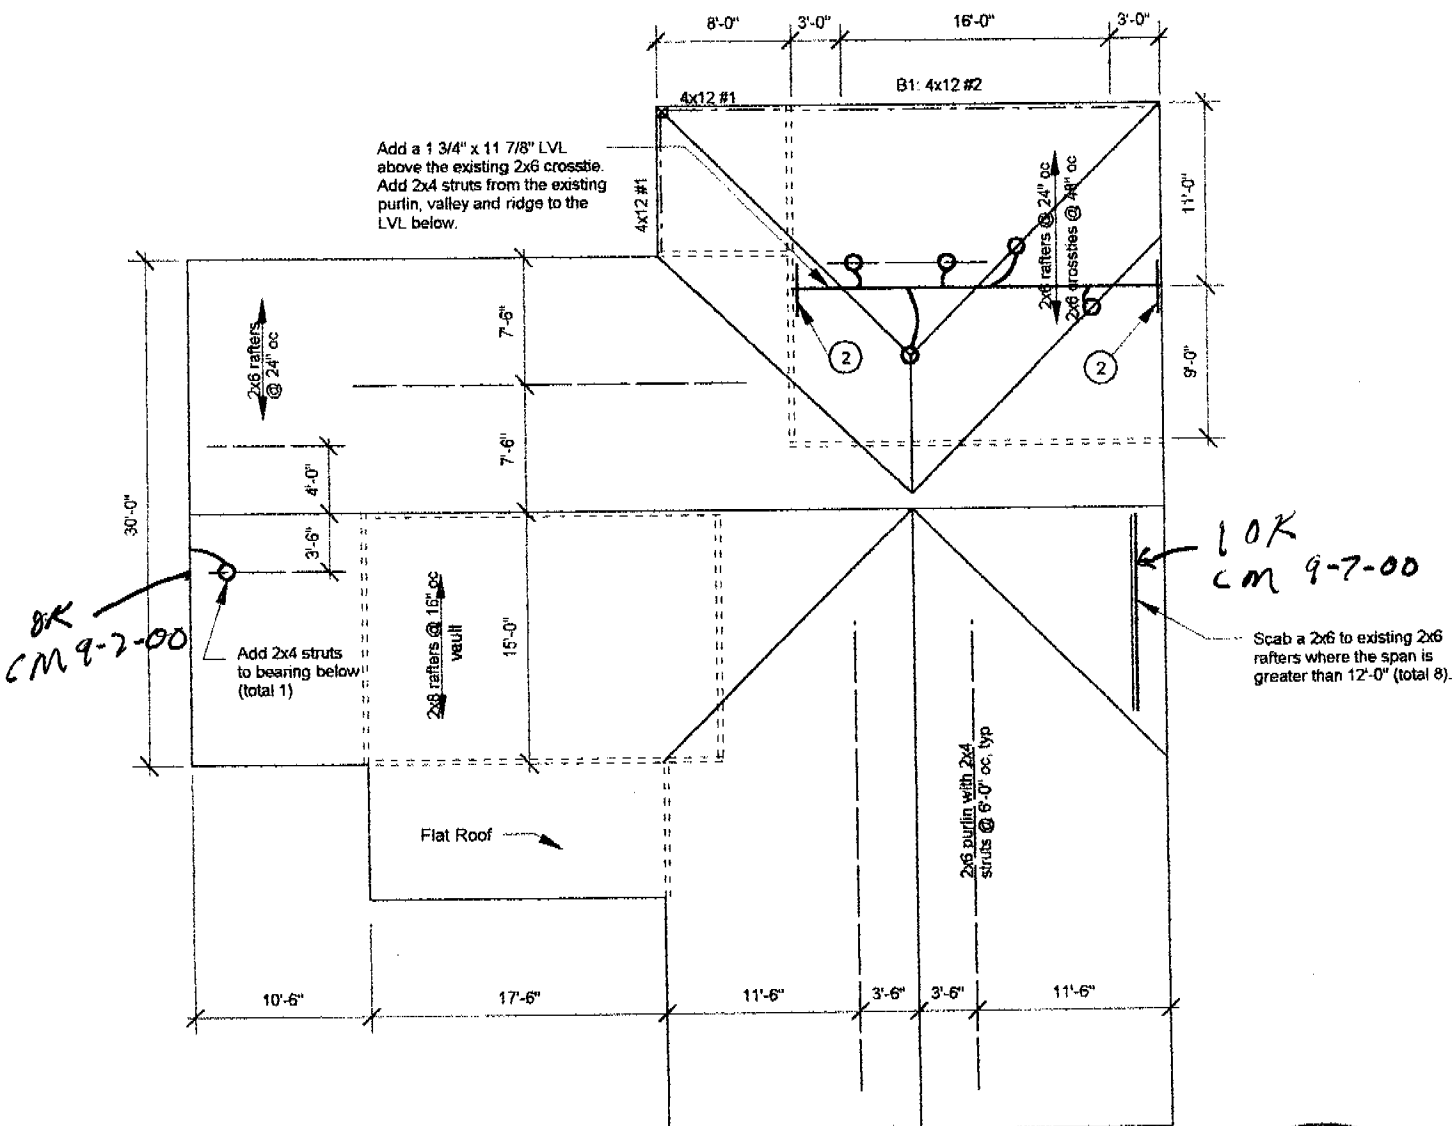 8'-0"
3'-0"
16'-0"
3'-0"
4x12 #1
B1: 4x12 #2
Add a 1 3/4" x 11 7/8" LVL
above the existing 2x6 crosstie.
Add 2x4 struts from the existing
purlin, valley and ridge to the
LVL below.
4x12 #1
2x6 rafters @ 24" oc
2x6 crossties @ 48" oc
11'-0"
9'-0"
2
2
2x6 rafters
@ 24" oc
7'-6"
7'-6"
4'-0"
3'-6"
30'-0"
OK
CM 9-7-00
Add 2x4 struts
to bearing below
(total 1)
2x8 rafters @ 16" oc
vault
15'-0"
OK
CM 9-7-00
Scab a 2x6 to existing 2x6
rafters where the span is
greater than 12'-0" (total 8).
2x6 purlin with 2x4
struts @ 6'-0" oc, typ
Flat Roof
10'-6"
17'-6"
11'-6"
3'-6"
3'-6"
11'-6"